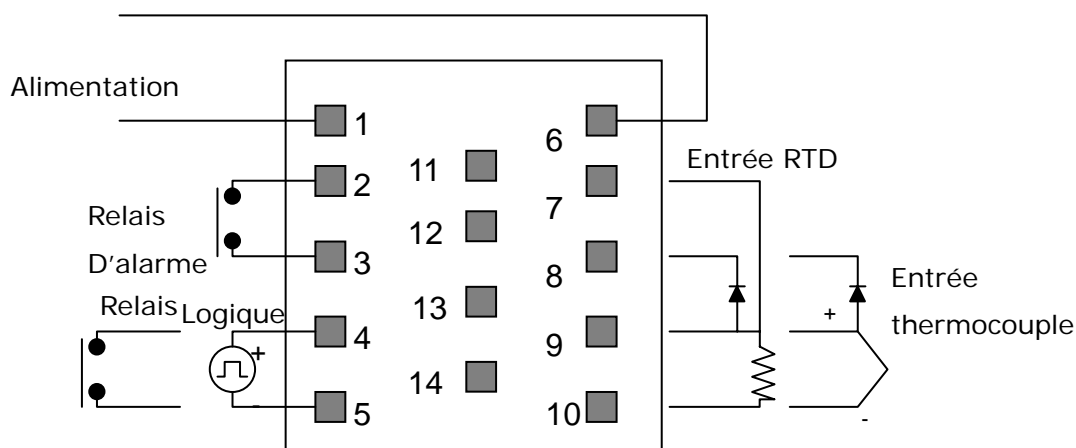 Alimentation
1
6
11
Entrée RTD
2
7
Relais
D'alarme
12
3
8
Entrée
thermocouple
Relais
Logique
13
+
4
9
+
14
5
10
-
-